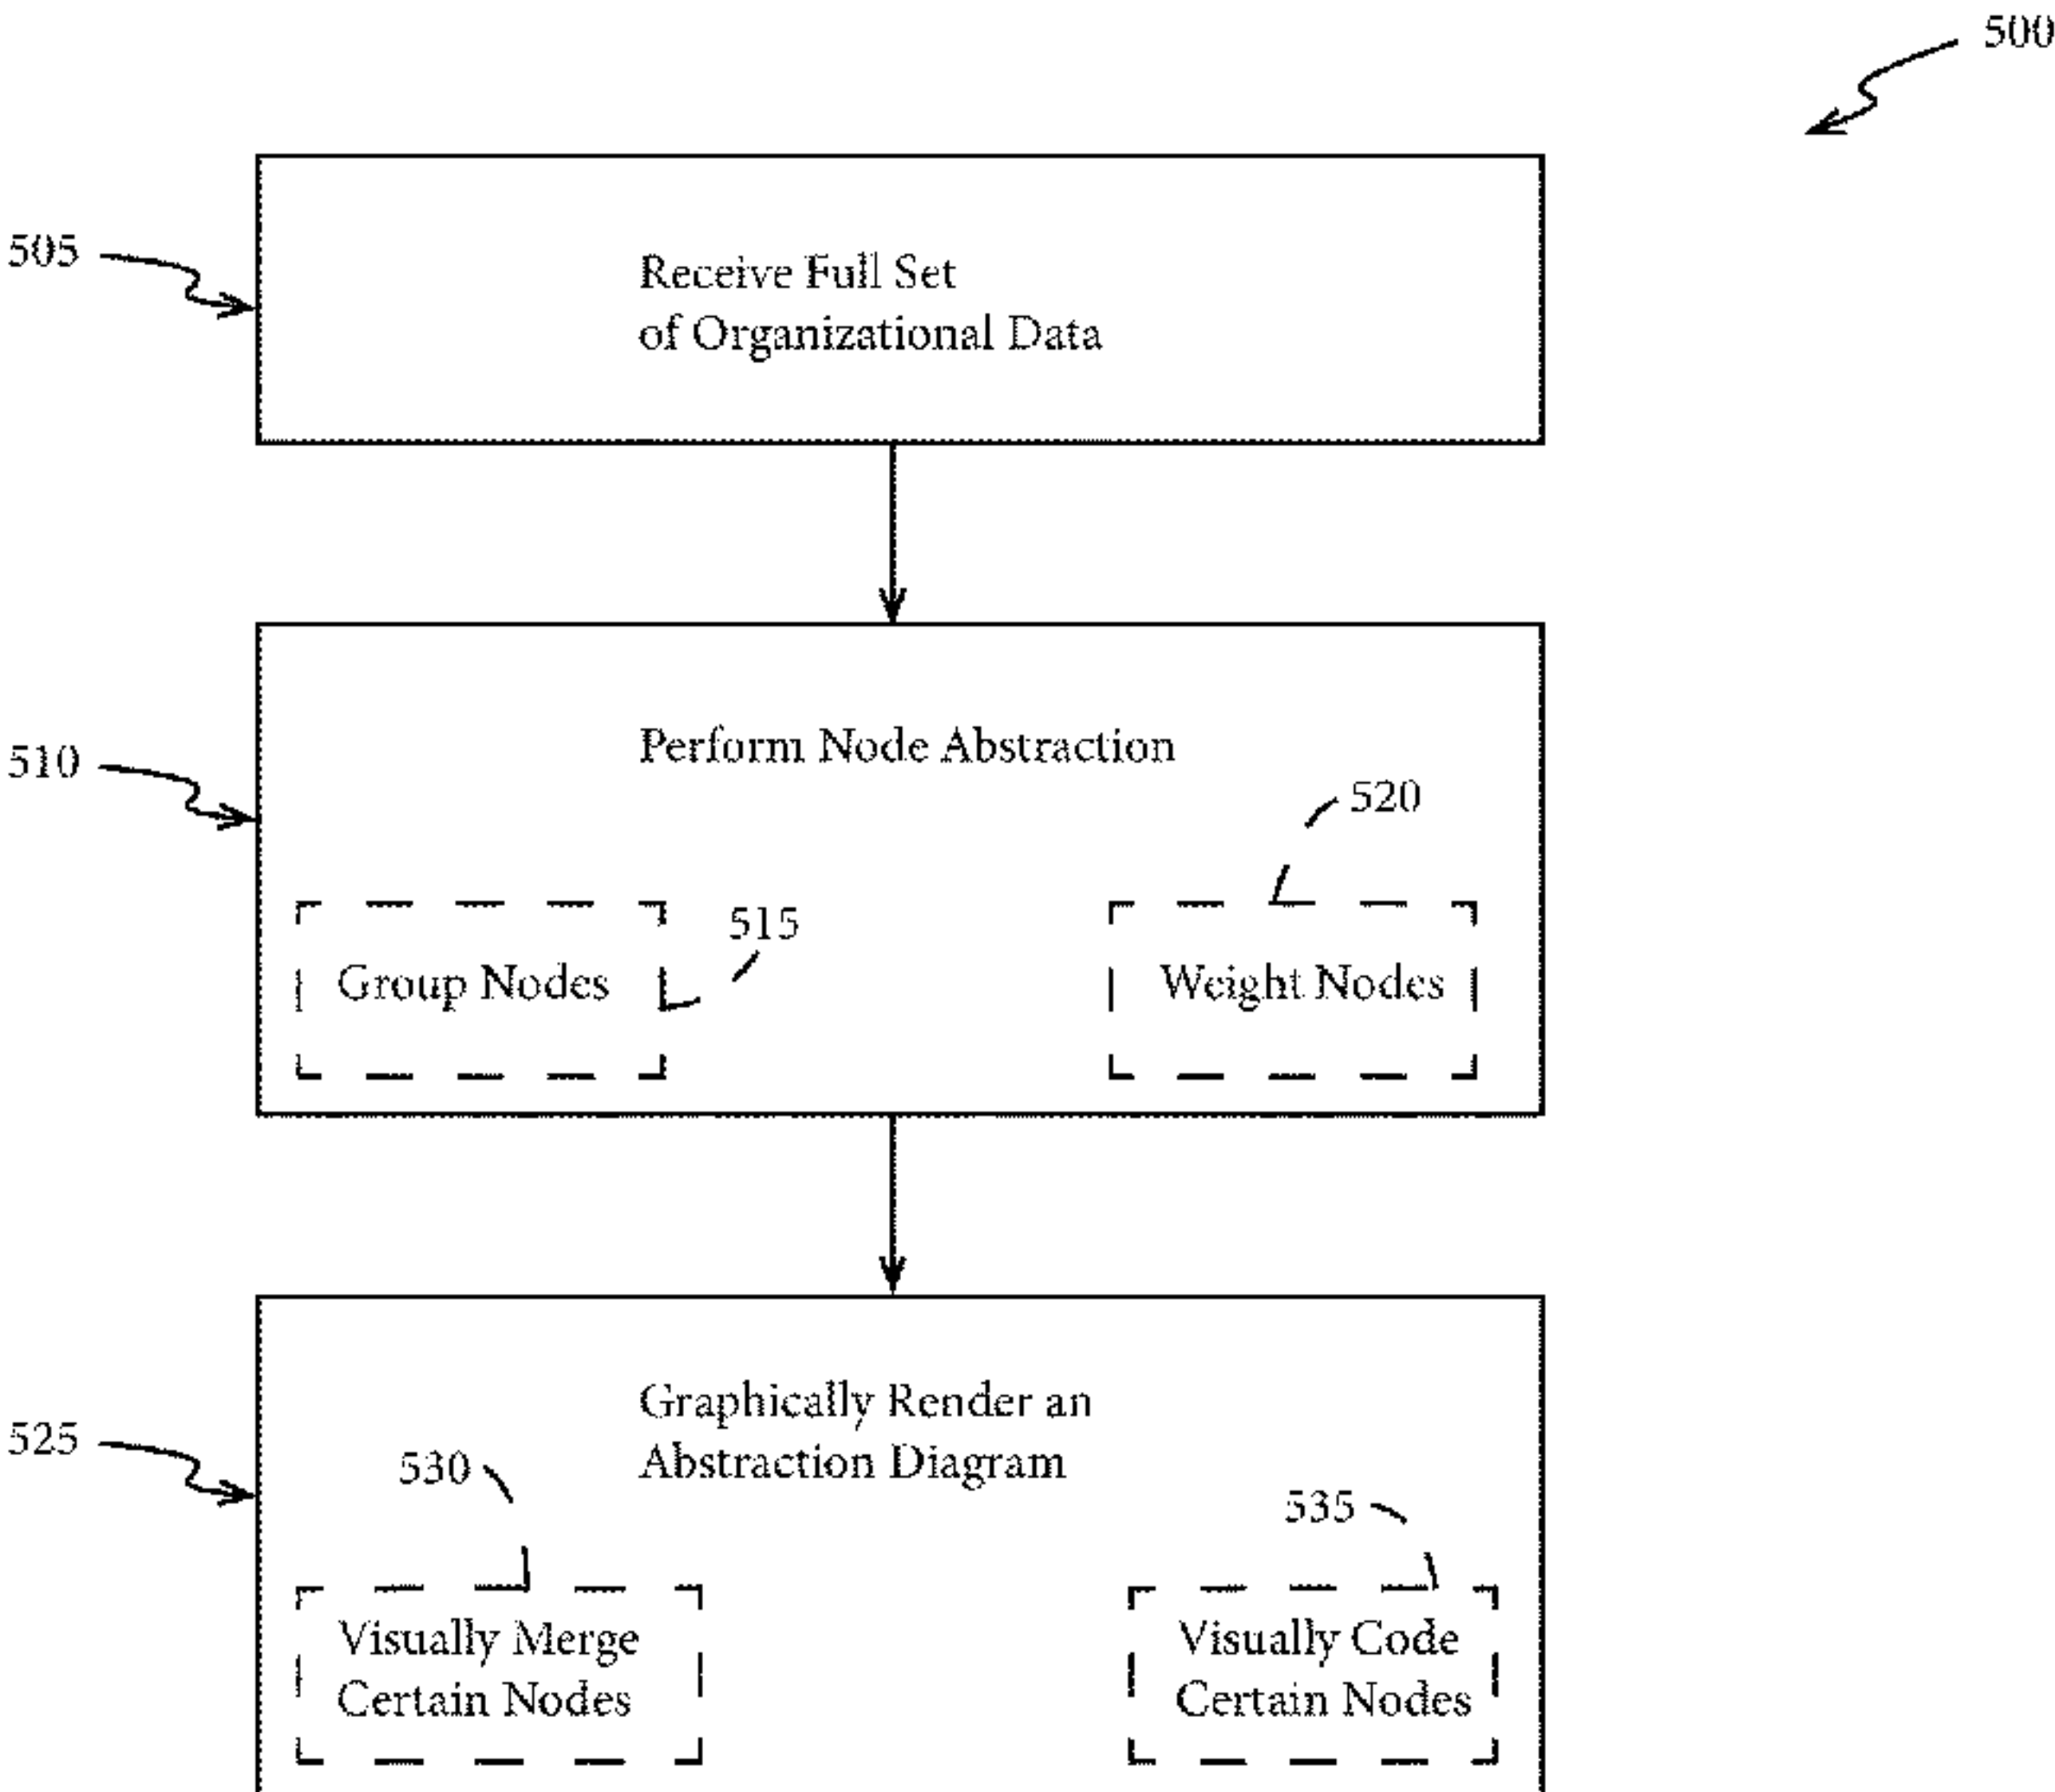 500
505
Receive Full Set
of Organizational Data
510
Perform Node Abstraction
520
515
Group Nodes
Weight Nodes
525
Graphically Render an
Abstraction Diagram
530
535
Visually Merge
Certain Nodes
Visually Code
Certain Nodes